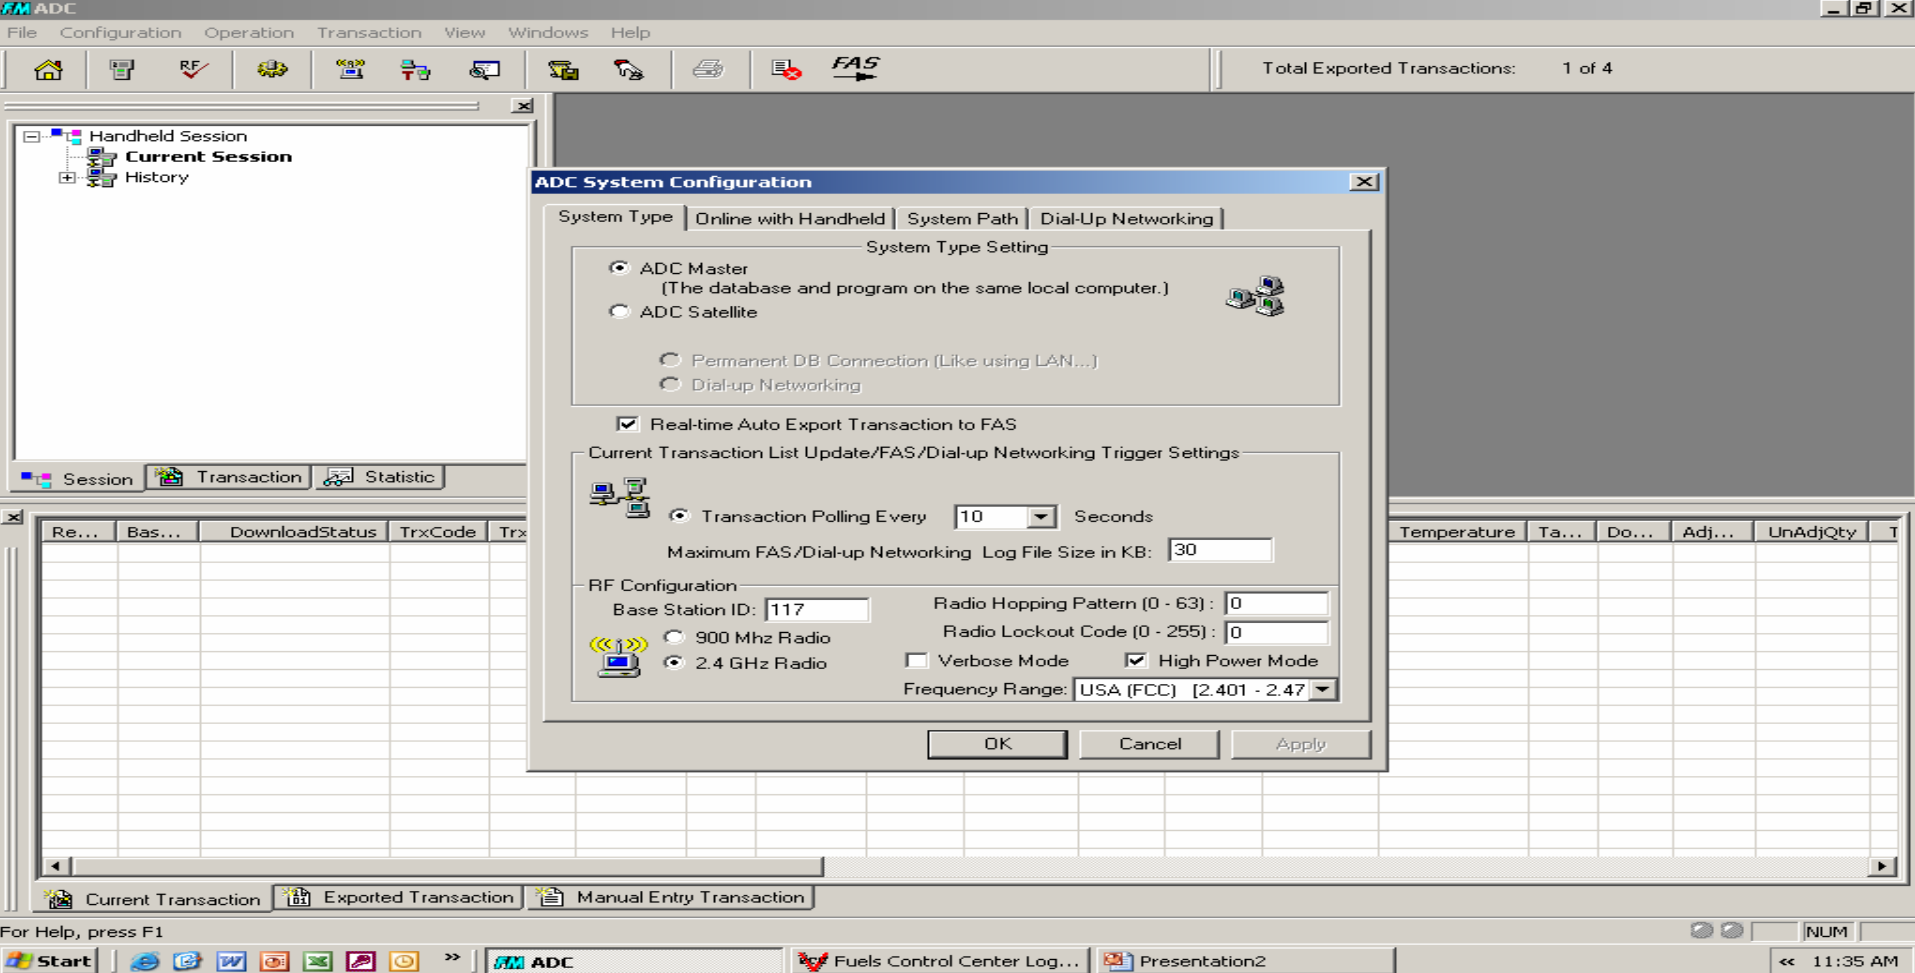 FM ADC
File Configuration Operation Transaction View Windows Help
RF FAS Total Exported Transactions: 1 of 4
Handheld Session
Current Session
History
ADC System Configuration
System Type Online with Handheld System Path Dial-Up Networking
System Type Setting
ADC Master
(The database and program on the same local computer.)
ADC Satellite
Permanent DB Connection (Like using LAN...)
Dial-up Networking
Real-time Auto Export Transaction to FAS
Current Transaction List Update/FAS/Dial-up Networking Trigger Settings
Session Transaction Statistic
Transaction Polling Every 10 Seconds
Re... Bas... DownloadStatus TrxCode Trx Temperature Ta... Do... Adj... UnAdjQty T
Maximum FAS/Dial-up Networking Log File Size in KB: 30
RF Configuration
Base Station ID: 117 Radio Hopping Pattern (0 - 63) : 0
900 Mhz Radio Radio Lockout Code (0 - 255) : 0
2.4 GHz Radio Verbose Mode High Power Mode
Frequency Range: USA (FCC) [2.401 - 2.47
OK Cancel Apply
Current Transaction Exported Transaction Manual Entry Transaction
For Help, press F1 NUM
Start » FM ADC Fuels Control Center Log... Presentation2 « 11:35 AM